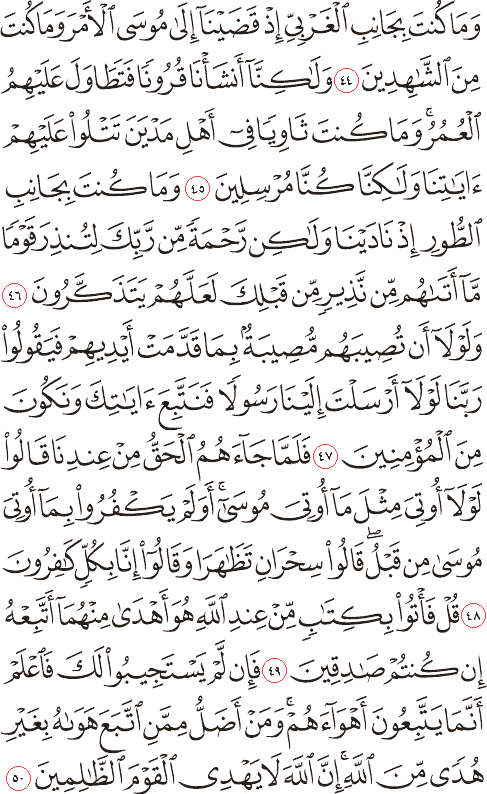 وَمَا كُنتَ بِجَانِبِ ٱلْغَرْبِىِّ إِذْ قَضَيْنَآ إِلَىٰ مُوسَى ٱلْأَمْرَ وَمَا كُنتَ
مِنَ ٱلشَّٰهِدِينَ ٤٤ وَلَٰكِنَّآ أَنشَأْنَا قُرُونًا فَتَطَاوَلَ عَلَيْهِمُ
ٱلْعُمُرُ ۚ وَمَا كُنتَ ثَاوِيًا فِىٓ أَهْلِ مَدْيَنَ تَتْلُوا۟ عَلَيْهِمْ
ءَايَٰتِنَا وَلَٰكِنَّا كُنَّا مُرْسِلِينَ ٤٥ وَمَا كُنتَ بِجَانِبِ
ٱلطُّورِ إِذْ نَادَيْنَا وَلَٰكِن رَّحْمَةً مِّن رَّبِّكَ لِتُنذِرَ قَوْمًا
مَّآ أَتَىٰهُم مِّن نَّذِيرٍ مِّن قَبْلِكَ لَعَلَّهُمْ يَتَذَكَّرُونَ ٤٦
وَلَوْلَآ أَن تُصِيبَهُم مُّصِيبَةٌۢ بِمَا قَدَّمَتْ أَيْدِيهِمْ فَيَقُولُوا۟
رَبَّنَا لَوْلَآ أَرْسَلْتَ إِلَيْنَا رَسُولًا فَنَتَّبِعَ ءَايَٰتِكَ وَنَكُونَ
مِنَ ٱلْمُؤْمِنِينَ ٤٧ فَلَمَّا جَآءَهُمُ ٱلْحَقُّ مِنْ عِندِنَا قَالُوا۟
لَوْلَآ أُوتِىَ مِثْلَ مَآ أُوتِىَ مُوسَىٰٓ ۚ أَوَلَمْ يَكْفُرُوا۟ بِمَآ أُوتِىَ
مُوسَىٰ مِن قَبْلُ ۖ قَالُوا۟ سِحْرَانِ تَظَٰهَرَا وَقَالُوٓا۟ إِنَّا بِكُلٍّ كَٰفِرُونَ
٤٨ قُلْ فَأْتُوا۟ بِكِتَٰبٍ مِّنْ عِندِ ٱللَّهِ هُوَ أَهْدَىٰ مِنْهُمَآ أَتَّبِعْهُ
إِن كُنتُمْ صَٰدِقِينَ ٤٩ فَإِن لَّمْ يَسْتَجِيبُوا۟ لَكَ فَٱعْلَمْ
أَنَّمَا يَتَّبِعُونَ أَهْوَآءَهُمْ ۚ وَمَنْ أَضَلُّ مِمَّنِ ٱتَّبَعَ هَوَىٰهُ بِغَيْرِ
هُدًى مِّنَ ٱللَّهِ ۚ إِنَّ ٱللَّهَ لَا يَهْدِى ٱلْقَوْمَ ٱلظَّٰلِمِينَ ٥٠